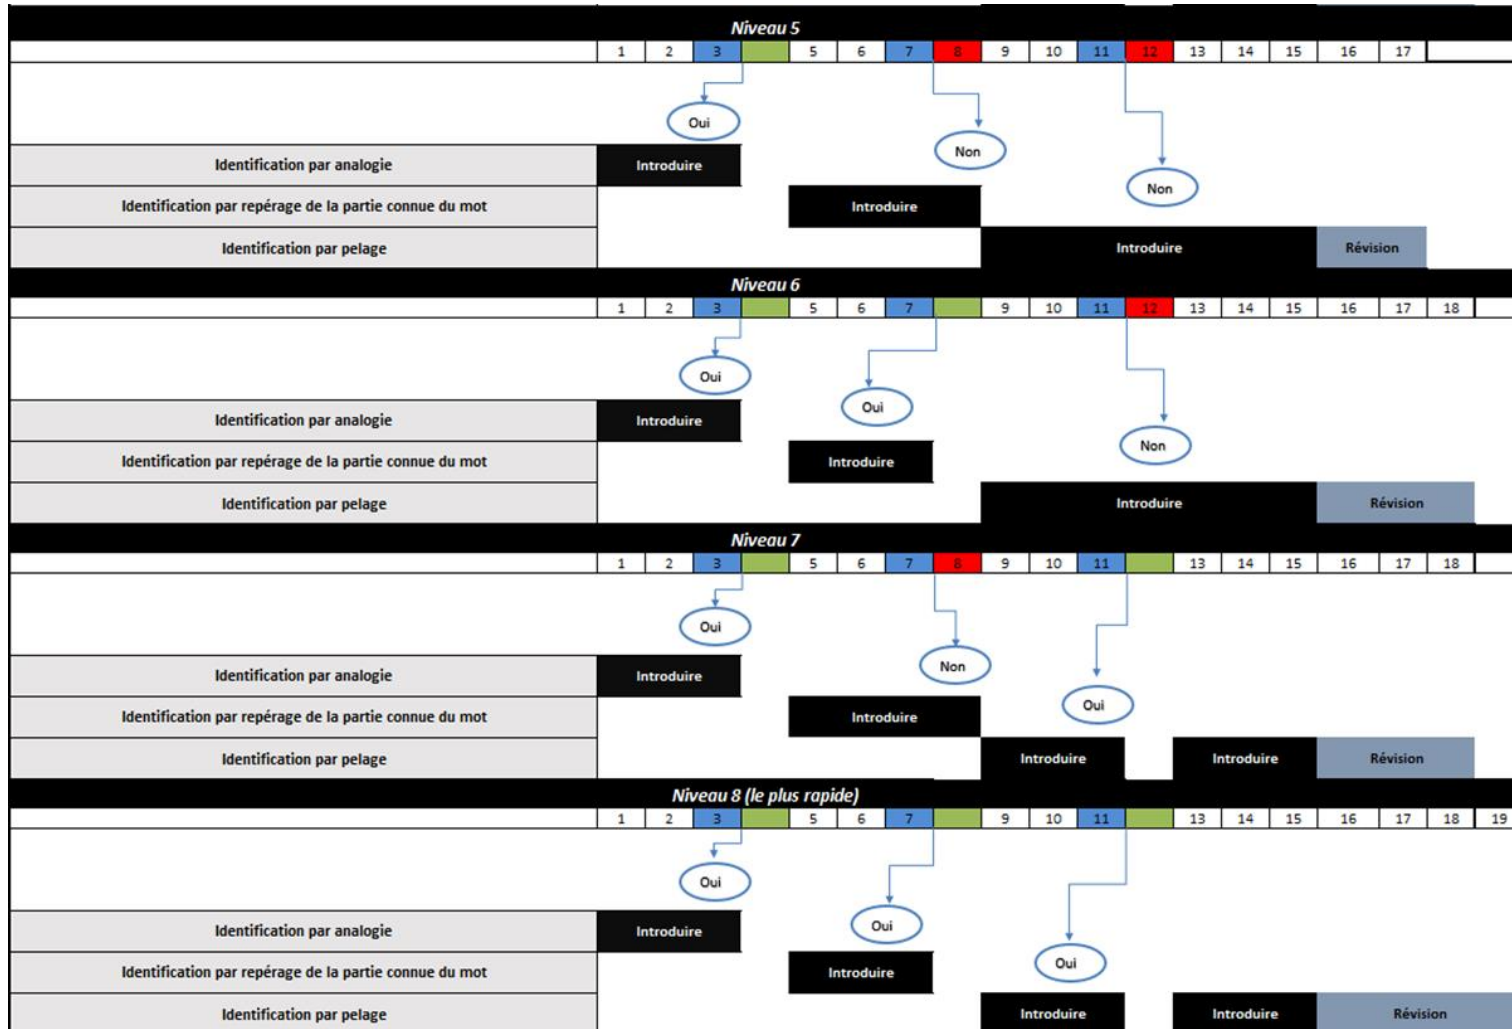 Niveau 5
1 2 3 5 6 7 8 9 10 11 12 13 14 15 16 17
Oui
Non
Identification par analogie Introduire
Non
Identification par repérage de la partie connue du mot Introduire
Identification par pelage Introduire Révision
Niveau 6
1 2 3 5 6 7 9 10 11 12 13 14 15 16 17 18
Oui
Oui
Identification par analogie Introduire
Non
Identification par repérage de la partie connue du mot Introduire
Identification par pelage Introduire Révision
Niveau 7
1 2 3 5 6 7 8 9 10 11 13 14 15 16 17 18
Oui
Non
Identification par analogie Introduire
Oui
Identification par repérage de la partie connue du mot Introduire
Identification par pelage Introduire Introduire Révision
Niveau 8 (le plus rapide)
1 2 3 5 6 7 9 10 11 13 14 15 16 17 18 19
Oui
Oui
Identification par analogie Introduire
Oui
Identification par repérage de la partie connue du mot Introduire
Identification par pelage Introduire Introduire Révision